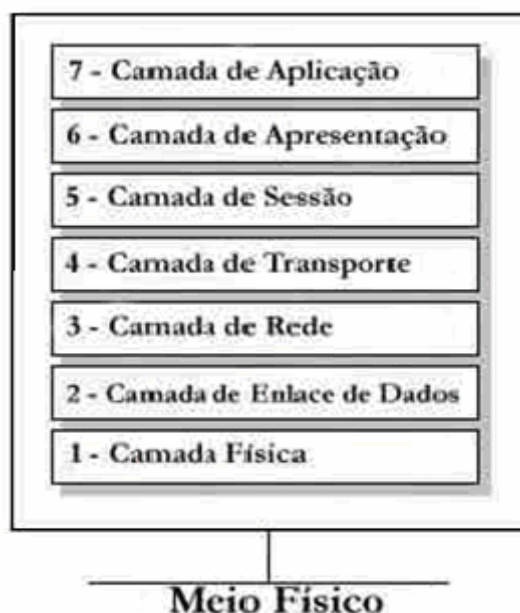 7 - Camada de Aplicação
6 - Camada de Apresentação
5 - Camada de Sessão
4 - Camada de Transporte
3 - Camada de Rede
2 - Camada de Enlace de Dados
1 - Camada Física
Meio Físico